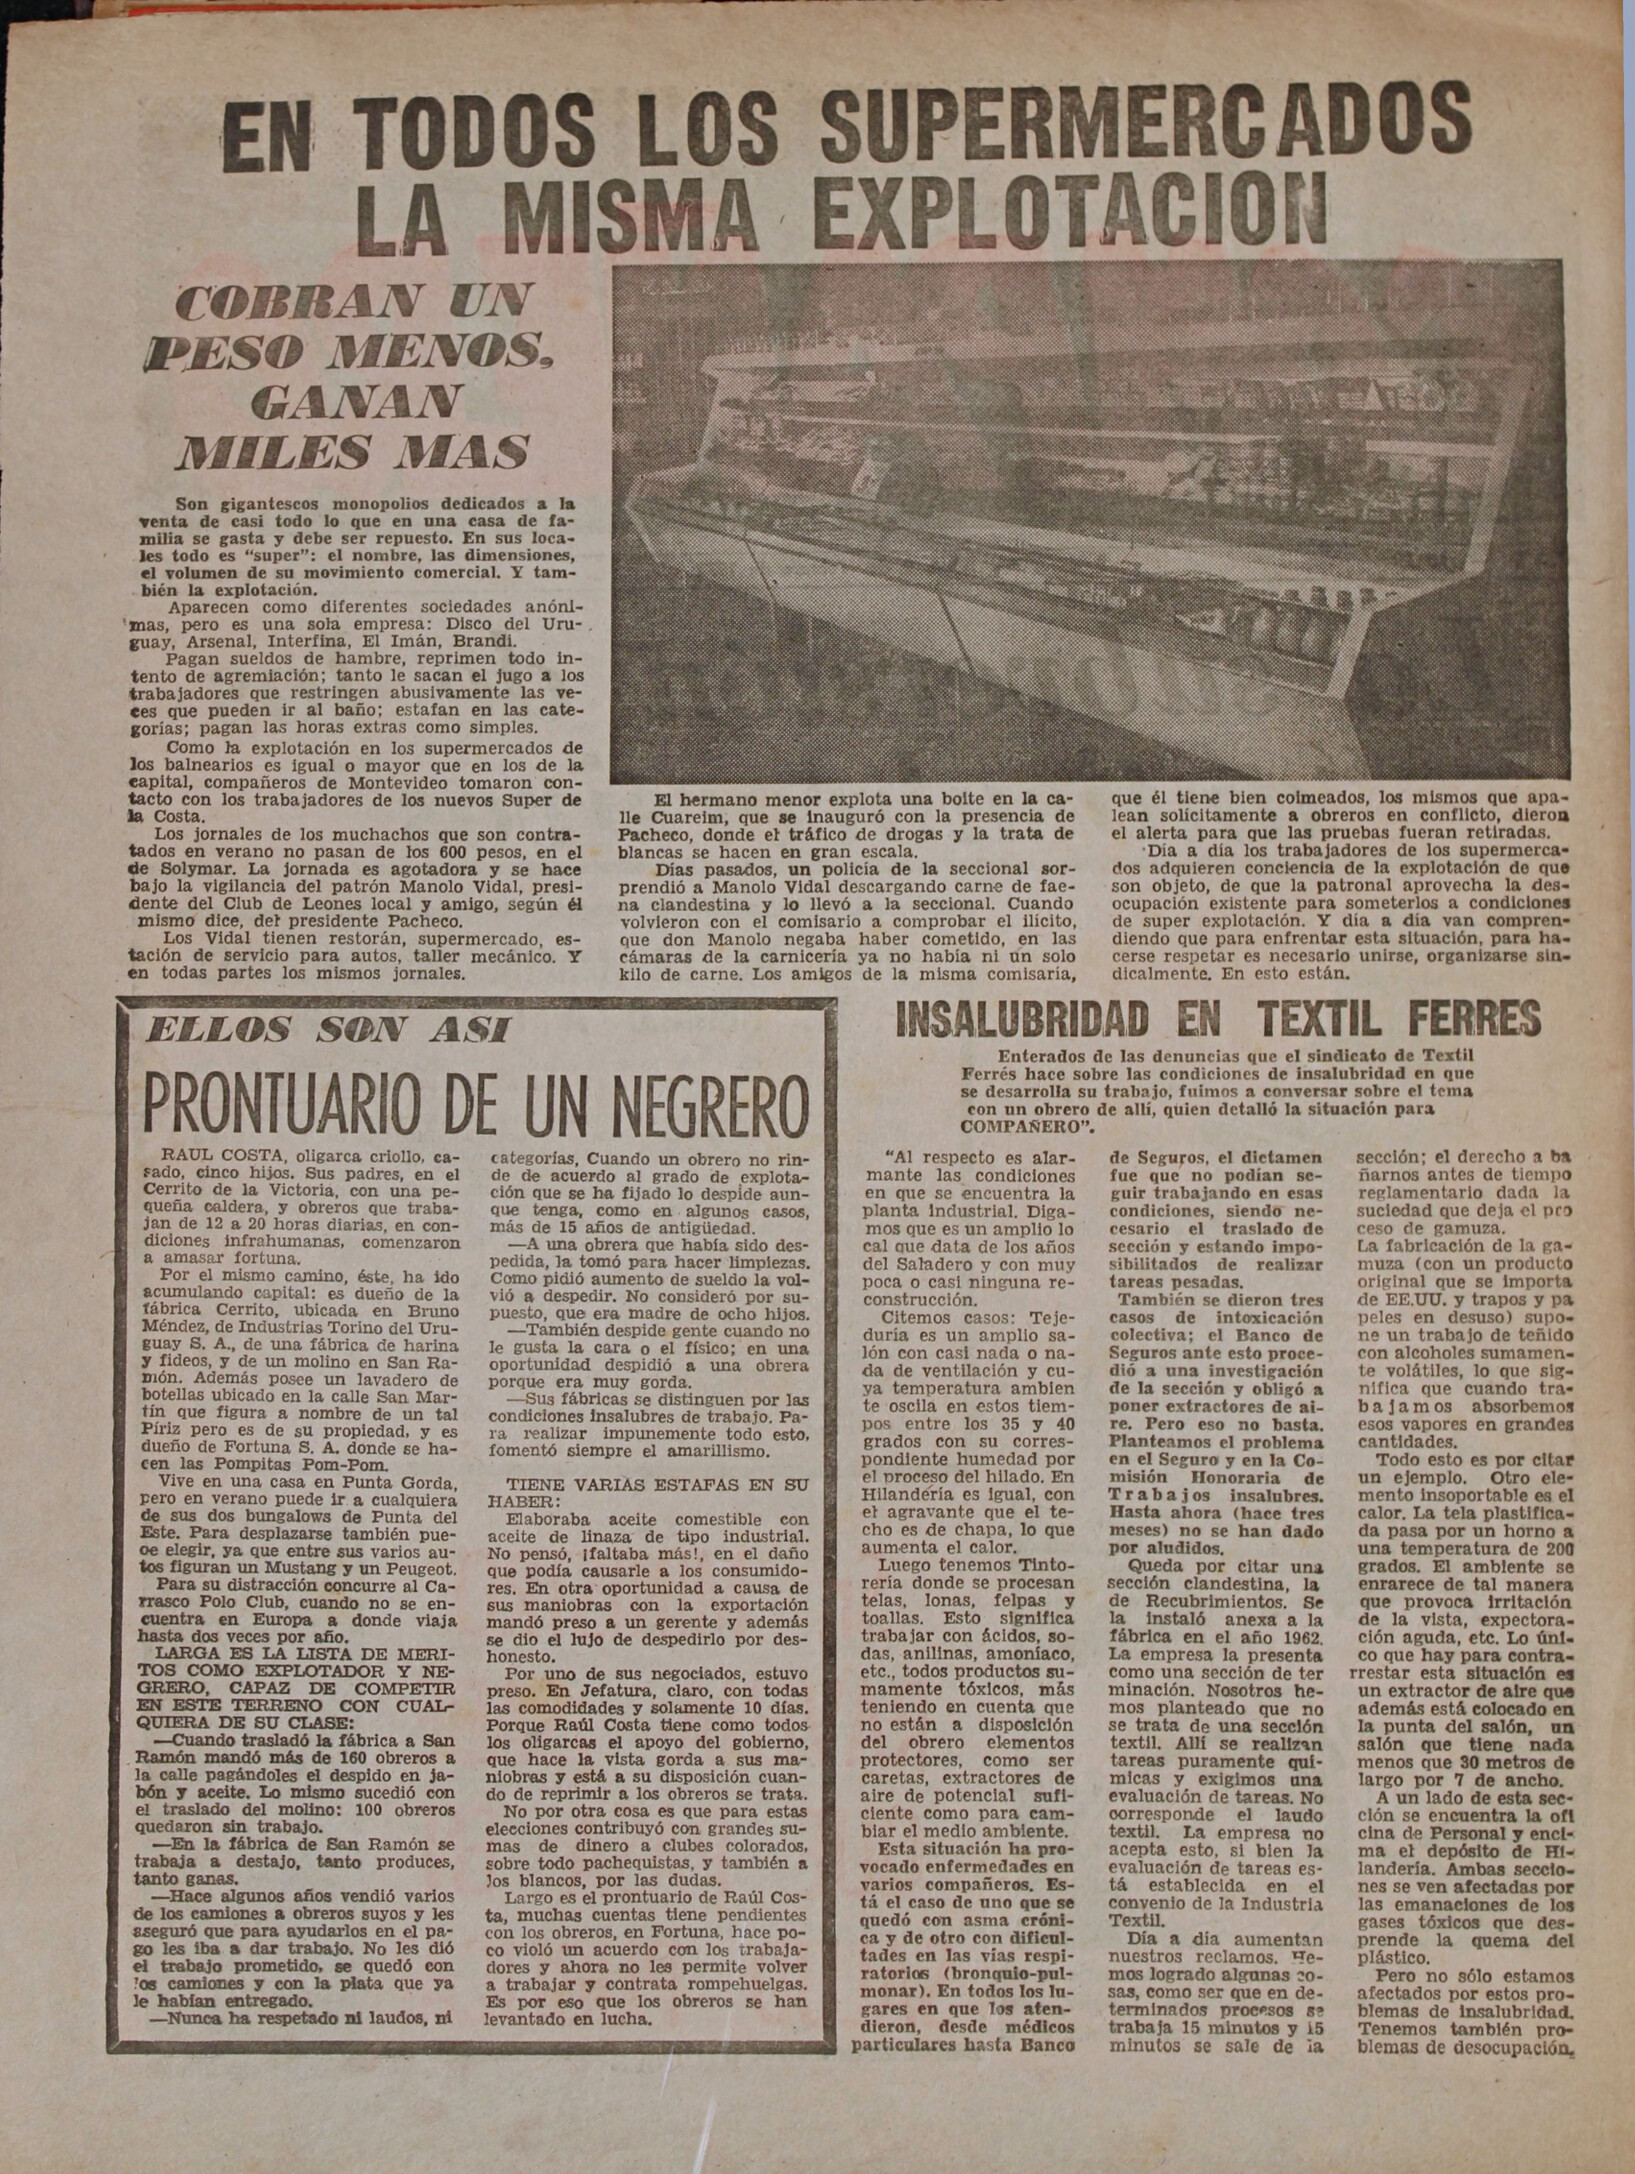 EN TODOS LOS SUPERMERCADOS
LA MISMA EXPLOTACION
COBRAN UN
PESO MENOS,
GANAN
MILES MAS
Son gigantescos monopolios dedicados a la
venta de casi todo lo que en una casa de fa-
milia se gasta y debe ser repuesto. En sus loca-
les todo es "super": el nombre, las dimensiones,
el volumen de su movimiento comercial. Y tam-
bién la explotación.
Aparecen como diferentes sociedades anóni-
mas, pero es una sola empresa: Disco del Uru-
guay, Arsenal, Interfina, El Imán, Brandi.
Pagan sueldos de hambre, reprimen todo in-
tento de agremiación; tanto le sacan el jugo a los
trabajadores que restringen abusivamente las ve-
ces que pueden ir al baño; estafan en las cate-
gorías; pagan las horas extras como simples.
Como la explotación en los supermercados de
los balnearios es igual o mayor que en los de la
capital, compañeros de Montevideo tomaron con-
tacto con los trabajadores de los nuevos Super de
la Costa.
Los jornales de los muchachos que son contra-
tados en verano no pasan de los 600 pesos, en el
de Solymar. La jornada es agotadora y se hace
bajo la vigilancia del patrón Manolo Vidal, presi-
dente del Club de Leones local y amigo, según él
mismo dice, del presidente Pacheco.
Los Vidal tienen restorán, supermercado, es-
tación de servicio para autos, taller mecánico. Y
en todas partes los mismos jornales.
El hermano menor explota una boite en la ca-
lle Cuareim, que se inauguró con la presencia de
Pacheco, donde el tráfico de drogas y la trata de
blancas se hacen en gran escala.
Días pasados, un policía de la seccional sor-
prendió a Manolo Vidal descargando carne de fae-
na clandestina y lo llevó a la seccional. Cuando
volvieron con el comisario a comprobar el ilícito,
que don Manolo negaba haber cometido, en las
cámaras de la carnicería ya no había ni un solo
kilo de carne. Los amigos de la misma comisaría,
que él tiene bien coimeados, los mismos que apa-
lean solícitamente a obreros en conflicto, dieron
el alerta para que las pruebas fueran retiradas.
Día a día los trabajadores de los supermerca-
dos adquieren conciencia de la explotación de que
son objeto, de que la patronal aprovecha la des-
ocupación existente para someterlos a condiciones
de super explotación. Y día a día van compren-
diendo que para enfrentar esta situación, para ha-
cerse respetar es necesario unirse, organizarse sin-
dicalmente. En esto están.
ELLOS SON ASI
PRONTUARIO DE UN NEGRERO
RAUL COSTA, oligarca criollo, ca-
sado, cinco hijos. Sus padres, en el
Cerrito de la Victoria, con una pe-
queña caldera, y obreros que traba-
jan de 12 a 20 horas diarias, en con-
diciones infrahumanas, comenzaron
a amasar fortuna.
Por el mismo camino, éste, ha ido
acumulando capital: es dueño de la
fábrica Cerrito, ubicada en Bruno
Méndez, de Industrias Torino del Uru-
guay S. A., de una fábrica de harina
y fideos, y de un molino en San Ra-
món. Además posee un lavadero de
botellas ubicado en la calle San Mar-
tín que figura a nombre de un tal
Píriz pero es de su propiedad, y es
dueño de Fortuna S. A. donde se ha-
cen las Pompitas Pom-Pom.
Vive en una casa en Punta Gorda,
pero en verano puede ir a cualquiera
de sus dos bungalows de Punta del
Este. Para desplazarse también pue-
de elegir, ya que entre sus varios au-
tos figuran un Mustang y un Peugeot.
Para su distracción concurre al Ca-
rrasco Polo Club, cuando no se en-
cuentra en Europa a donde viaja
hasta dos veces por año.
LARGA ES LA LISTA DE MERI-
TOS COMO EXPLOTADOR Y NE-
GRERO, CAPAZ DE COMPETIR
EN ESTE TERRENO CON CUAL-
QUIERA DE SU CLASE:
—Cuando trasladó la fábrica a San
Ramón mandó más de 160 obreros a
la calle pagándoles el despido en ja-
bón y aceite. Lo mismo sucedió con
el traslado del molino: 100 obreros
quedaron sin trabajo.
—En la fábrica de San Ramón se
trabaja a destajo, tanto produces,
tanto ganas.
—Hace algunos años vendió varios
de los camiones a obreros suyos y les
aseguró que para ayudarlos en el pa-
go les iba a dar trabajo. No les dió
el trabajo prometido, se quedó con
los camiones y con la plata que ya
le habían entregado.
—Nunca ha respetado ni laudos, ni
categorías, Cuando un obrero no rin-
de de acuerdo al grado de explota-
ción que se ha fijado lo despide aun-
que tenga, como en algunos casos,
más de 15 años de antigüedad.
—A una obrera que había sido des-
pedida, la tomó para hacer limpiezas.
Como pidió aumento de sueldo la vol-
vió a despedir. No consideró por su-
puesto, que era madre de ocho hijos.
—También despide gente cuando no
le gusta la cara o el físico; en una
oportunidad despidió a una obrera
porque era muy gorda.
—Sus fábricas se distinguen por las
condiciones insalubres de trabajo. Pa-
ra realizar impunemente todo esto,
fomentó siempre el amarillismo.
TIENE VARIAS ESTAFAS EN SU
HABER:
Elaboraba aceite comestible con
aceite de linaza de tipo industrial.
No pensó, ¡faltaba más!, en el daño
que podía causarle a los consumido-
res. En otra oportunidad a causa de
sus maniobras con la exportación
mandó preso a un gerente y además
se dio el lujo de despedirlo por des-
honesto.
Por uno de sus negociados, estuvo
preso. En Jefatura, claro, con todas
las comodidades y solamente 10 días.
Porque Raúl Costa tiene como todos
los oligarcas el apoyo del gobierno,
que hace la vista gorda a sus ma-
niobras y está a su disposición cuan-
do de reprimir a los obreros se trata.
No por otra cosa es que para estas
elecciones contribuyó con grandes su-
mas de dinero a clubes colorados,
sobre todo pachequistas, y también a
los blancos, por las dudas.
Largo es el prontuario de Raúl Cos-
ta, muchas cuentas tiene pendientes
con los obreros, en Fortuna, hace po-
co violó un acuerdo con los trabaja-
dores y ahora no les permite volver
a trabajar y contrata rompehuelgas.
Es por eso que los obreros se han
levantado en lucha.
INSALUBRIDAD EN TEXTIL FERRES
Enterados de las denuncias que el sindicato de Textil
Ferrés hace sobre las condiciones de insalubridad en que
se desarrolla su trabajo, fuimos a conversar sobre el tema
con un obrero de allí, quien detalló la situación para
COMPAÑERO".
"Al respecto es alar-
mante las condiciones
en que se encuentra la
planta industrial. Diga-
mos que es un amplio lo
cal que data de los años
del Saladero y con muy
poca o casi ninguna re-
construcción.
Citemos casos: Teje-
duría es un amplio sa-
lón con casi nada o na-
da de ventilación y cu-
ya temperatura ambien
te oscila en estos tiem-
pos entre los 35 y 40
grados con su corres-
pondiente humedad por
el proceso del hilado. En
Hilandería es igual, con
el agravante que el te-
cho es de chapa, lo que
aumenta el calor.
Luego tenemos Tinto-
rería donde se procesan
telas, lonas, felpas y
toallas. Esto significa
trabajar con ácidos, so-
das, anilinas, amoníaco,
etc., todos productos su-
mamente tóxicos, más
teniendo en cuenta que
no están a disposición
del obrero elementos
protectores, como ser
caretas, extractores de
aire de potencial sufi-
ciente como para cam-
biar el medio ambiente.
Esta situación ha pro-
vocado enfermedades en
varios compañeros. Es-
tá el caso de uno que se
quedó con asma cróni-
ca y de otro con dificul-
tades en las vías respi-
ratorios (bronquio-pul-
monar). En todos los lu-
gares en que los aten-
dieron, desde médicos
particulares hasta Banco
de Seguros, el dictamen
fue que no podían se-
guir trabajando en esas
condiciones, siendo ne-
cesario el traslado de
sección y estando impo-
sibilitados de realizar
tareas pesadas.
También se dieron tres
casos de intoxicación
colectiva; el Banco de
Seguros ante esto proce-
dió a una investigación
de la sección y obligó a
poner extractores de ai-
re. Pero eso no basta.
Planteamos el problema
en el Seguro y en la Co-
misión Honoraria de
Trabajos insalubres.
Hasta ahora (hace tres
meses) no se han dado
por aludidos.
Queda por citar una
sección clandestina, la
de Recubrimientos. Se
la instaló anexa a la
fábrica en el año 1962.
La empresa la presenta
como una sección de ter
minación. Nosotros he-
mos planteado que no
se trata de una sección
textil. Allí se realizan
tareas puramente quí-
micas y exigimos una
evaluación de tareas. No
corresponde el laudo
textil. La empresa no
acepta esto, si bien la
evaluación de tareas es-
tá establecida en el
convenio de la Industria
Textil.
Día a día aumentan
nuestros reclamos. He-
mos logrado algunas co-
sas, como ser que en de-
terminados procesos se
trabaja 15 minutos y 15
minutos se sale de la
sección; el derecho a ba
ñarnos antes de tiempo
reglamentario dada la
suciedad que deja el pro
ceso de gamuza.
La fabricación de la ga-
muza (con un producto
original que se importa
de EE.UU. y trapos y pa
peles en desuso) supo-
ne un trabajo de teñido
con alcoholes sumamen-
te volátiles, lo que sig-
nifica que cuando tra-
bajamos absorbemos
esos vapores en grandes
cantidades.
Todo esto es por citar
un ejemplo. Otro ele-
mento insoportable es el
calor. La tela plastifica-
da pasa por un horno a
una temperatura de 200
grados. El ambiente se
enrarece de tal manera
que provoca irritación
de la vista, expectora-
ción aguda, etc. Lo úni-
co que hay para contra-
rrestar esta situación es
un extractor de aire que
además está colocado en
la punta del salón, un
salón que tiene nada
menos que 30 metros de
largo por 7 de ancho.
A un lado de esta sec-
ción se encuentra la ofi
cina de Personal y enci-
ma el depósito de Hi-
landería. Ambas seccio-
nes se ven afectadas por
las emanaciones de los
gases tóxicos que des-
prende la quema del
plástico.
Pero no sólo estamos
afectados por estos pro-
blemas de insalubridad.
Tenemos también pro-
blemas de desocupación.